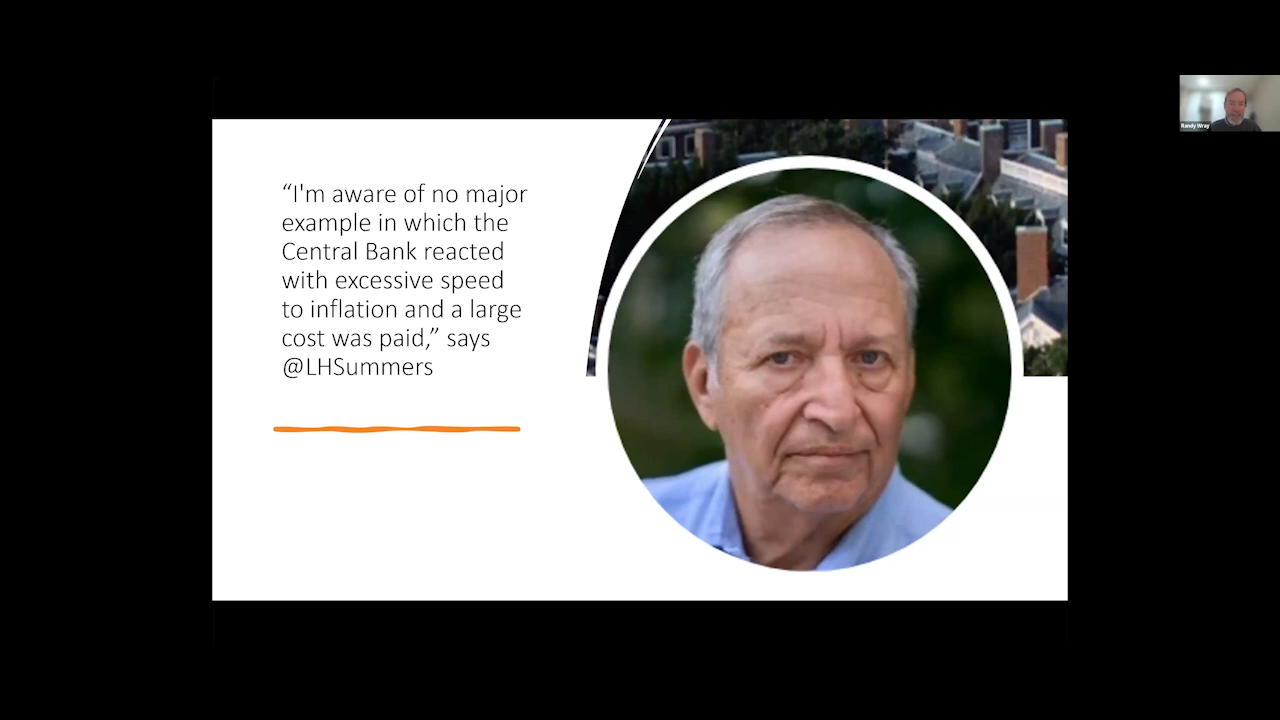 “I'm aware of no major
example in which the
Central Bank reacted
with excessive speed
to inflation and a large
cost was paid,” says
@LHSummers
Randy Wray